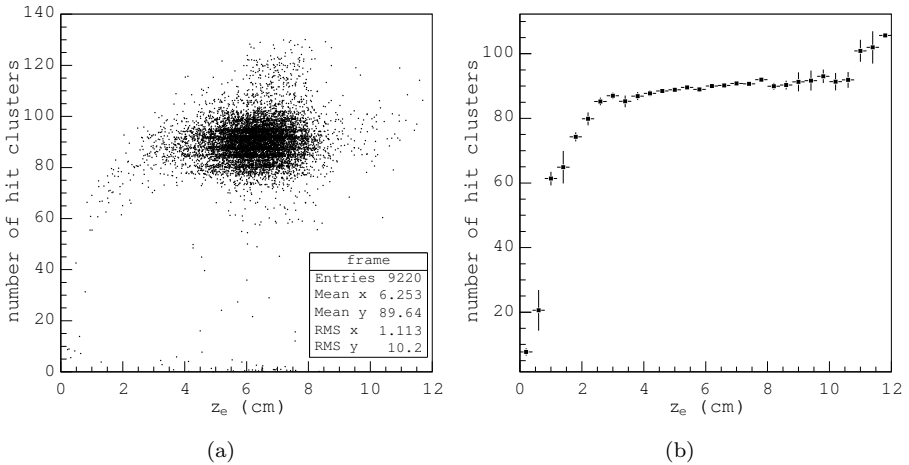 number of hit clusters
140
120
100
80
60
40
20
0
0 2 4 6 8 10 12
z_e (cm)
frame
Entries 9220
Mean x 6.253
Mean y 89.64
RMS x 1.113
RMS y 10.2
(a)
number of hit clusters
100
80
60
40
20
0 2 4 6 8 10 12
z_e (cm)
(b)